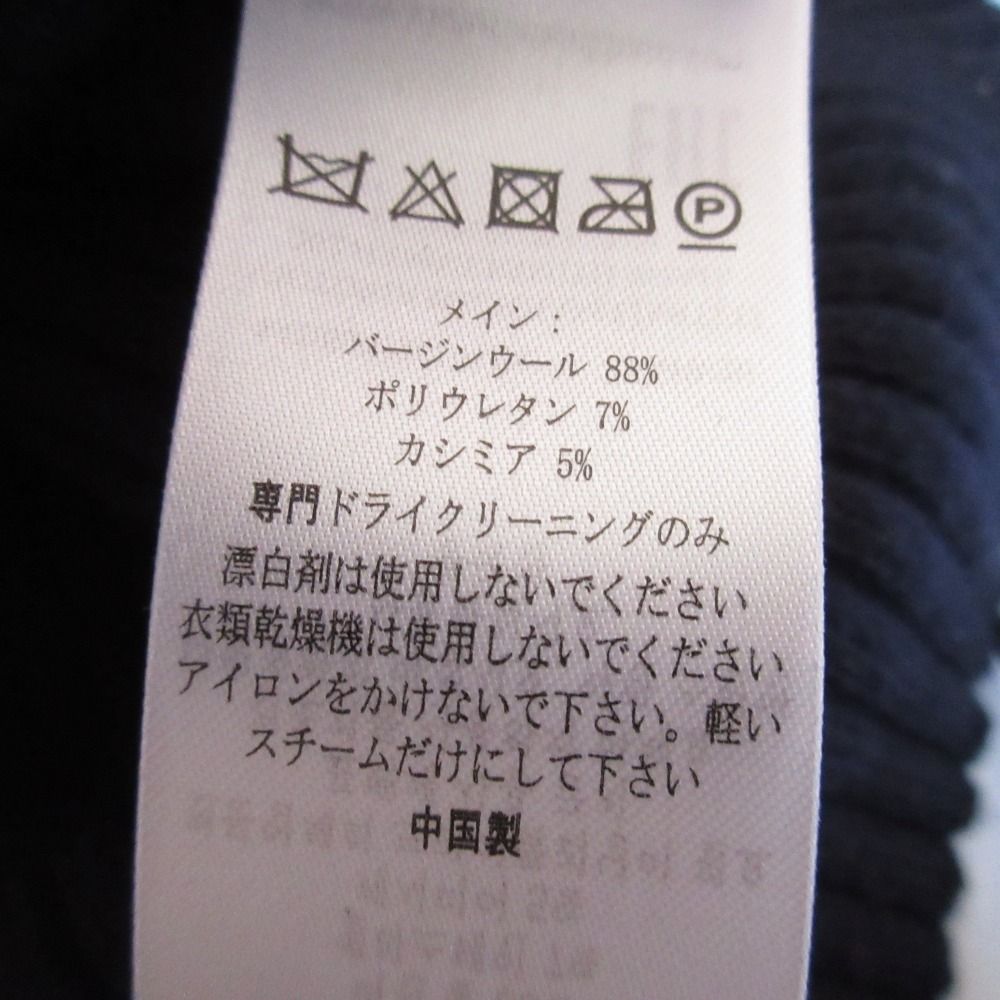 P
メイン:
バージンウール 88%
ポリウレタン 7%
カシミア 5%
専門ドライクリーニングのみ
漂白剤は使用しないでください
衣類乾燥機は使用しないでください
アイロンをかけないで下さい。軽い
スチームだけにして下さい
中国製